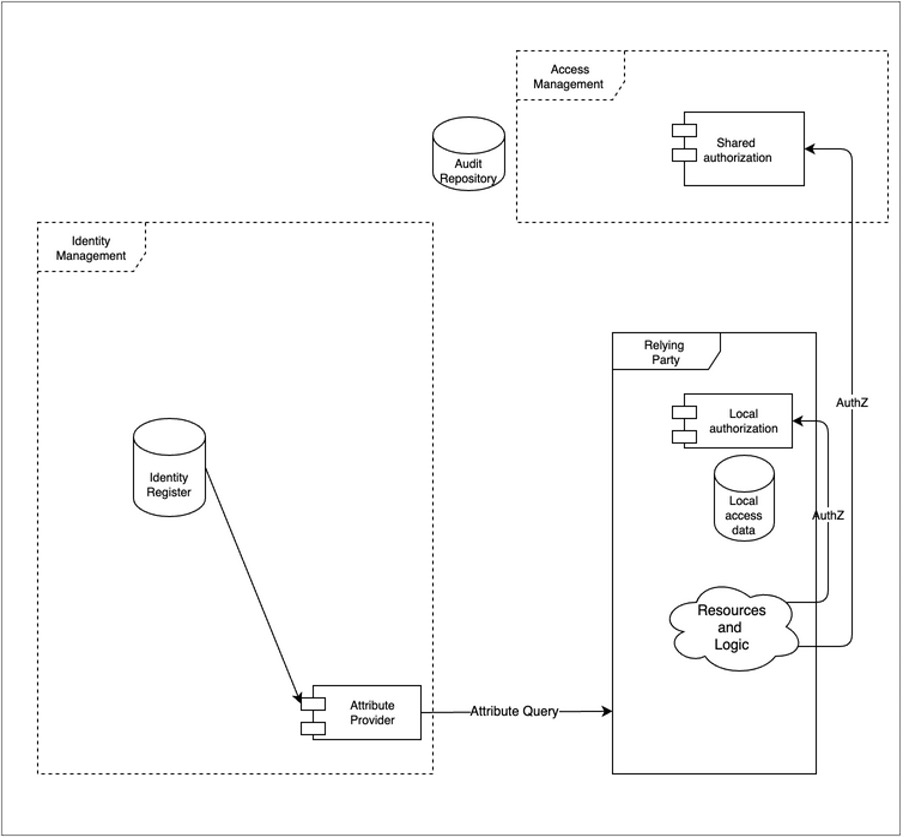 Access
Management
Shared
authorization
Audit
Repository
Identity
Management
Relying
Party
Local
authorization
AuthZ
Identity
Register
Local
access
data
AuthZ
Resources
and
Logic
Attribute
Provider
Attribute Query